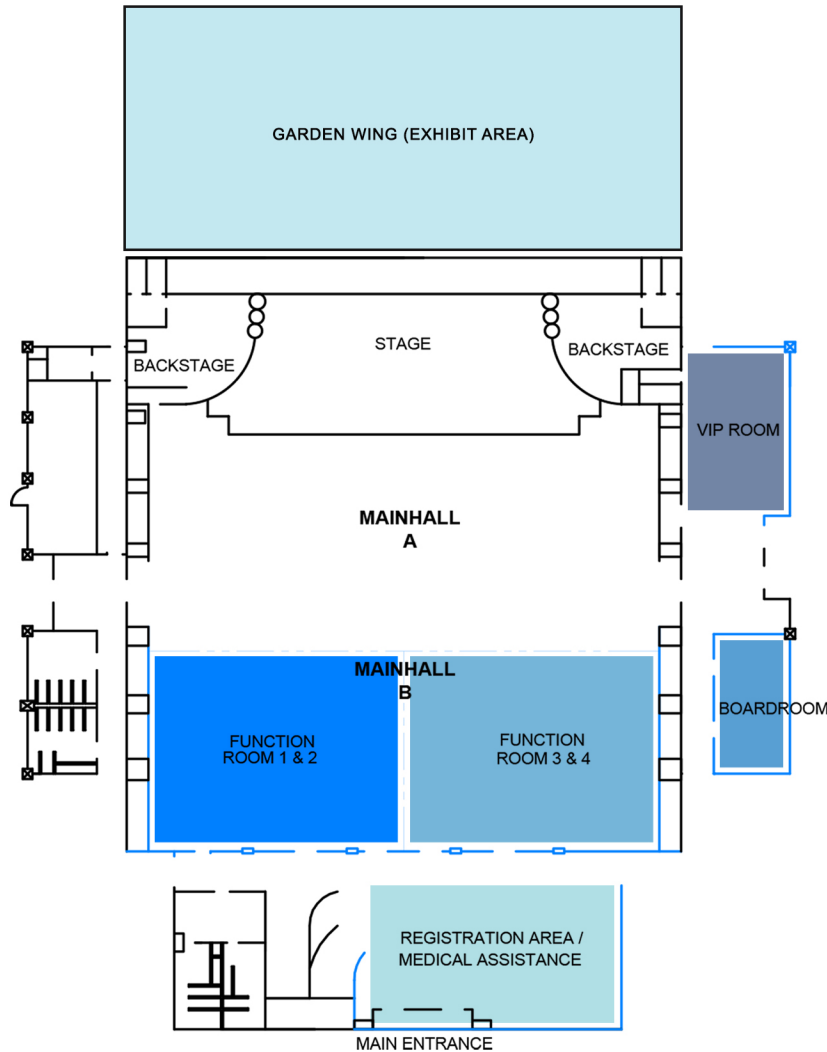 GARDEN WING (EXHIBIT AREA)
STAGE
BACKSTAGE
BACKSTAGE
VIP ROOM
MAINHALL
A
MAINHALL
B
BOARDROOM
FUNCTION
ROOM 1 & 2
FUNCTION
ROOM 3 & 4
REGISTRATION AREA /
MEDICAL ASSISTANCE
MAIN ENTRANCE